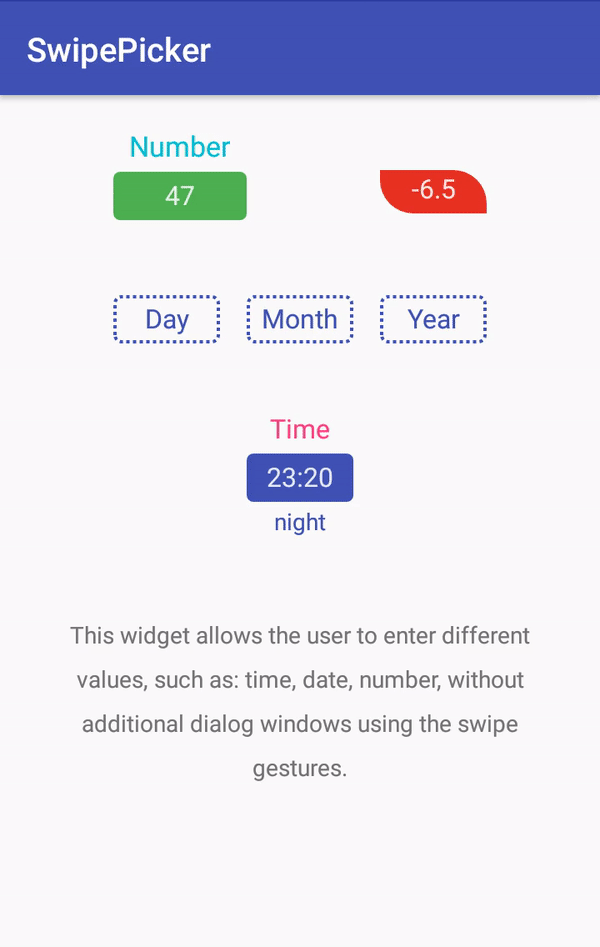 SwipePicker
Number
47
-6.5
Day Month Year
Time
23:20
night
This widget allows the user to enter different
values, such as: time, date, number, without
additional dialog windows using the swipe
gestures.